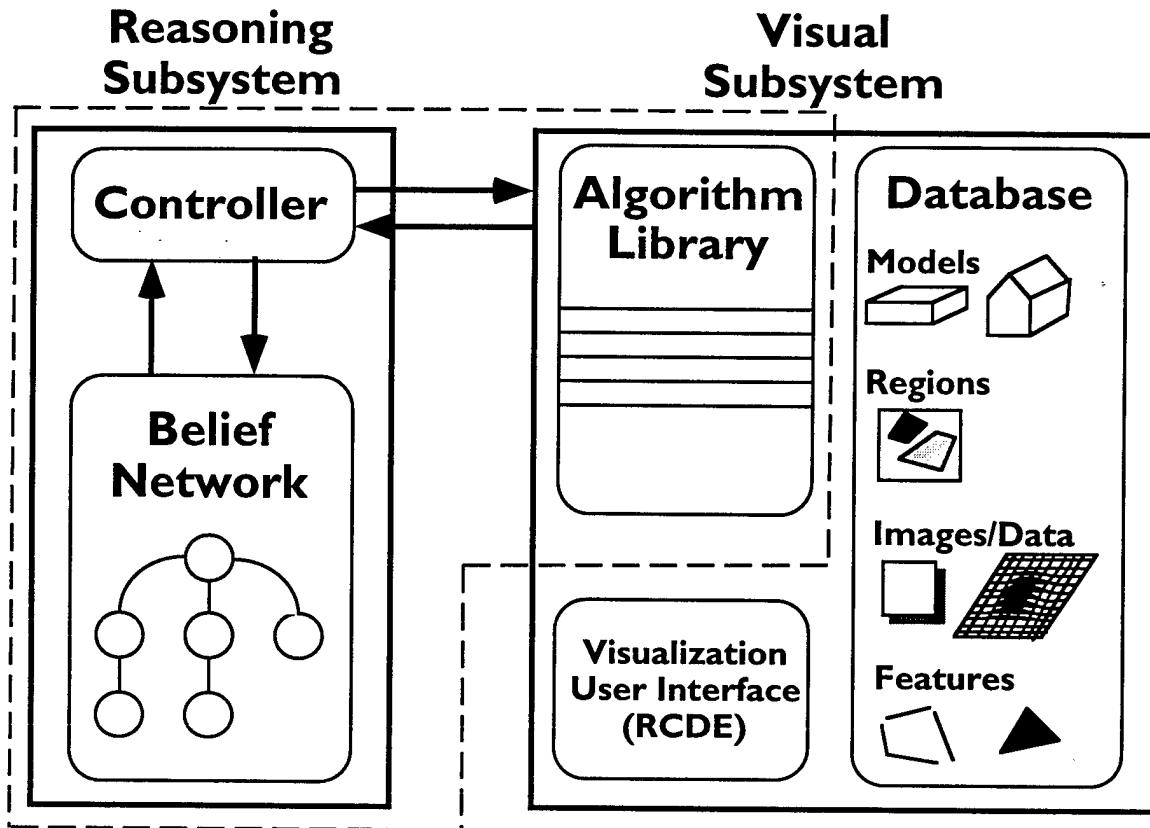 Reasoning
Subsystem
Visual
Subsystem
Controller
Belief
Network
Algorithm
Library
Visualization
User Interface
(RCDE)
Database
Models
Regions
Images/Data
Features